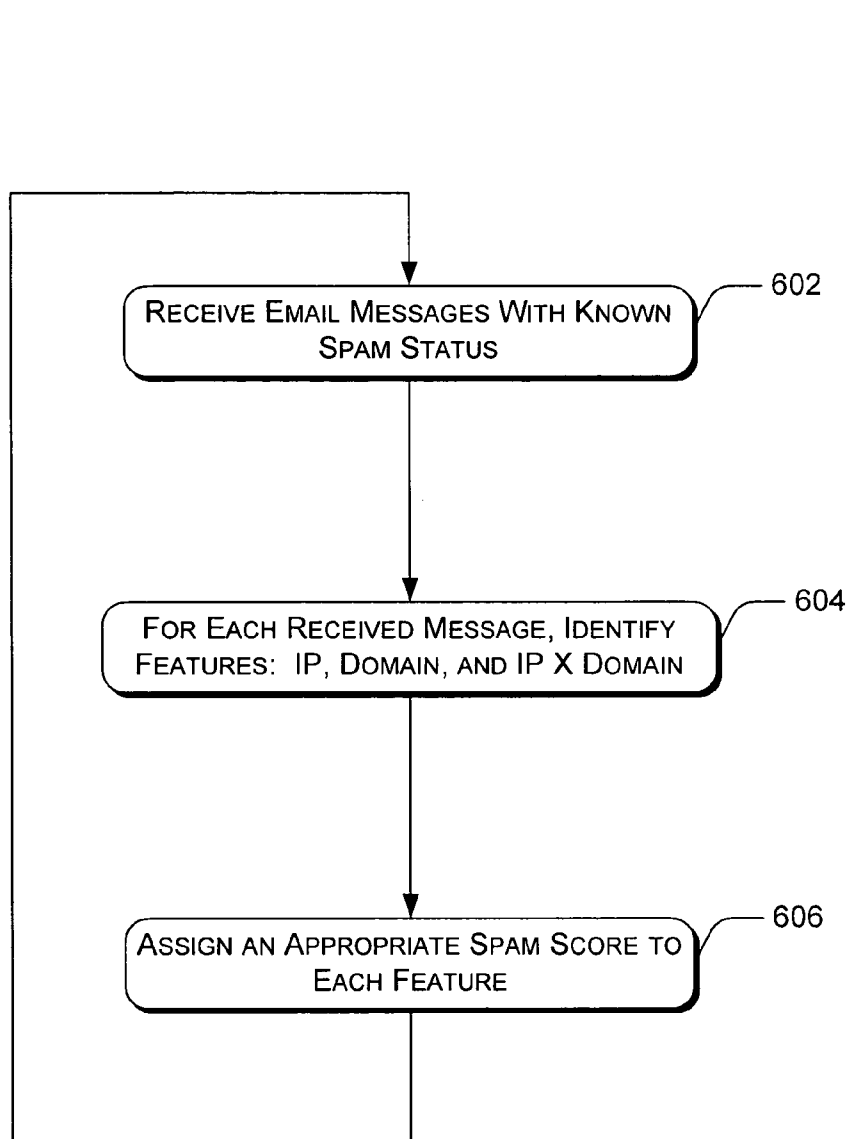 602
RECEIVE EMAIL MESSAGES WITH KNOWN
SPAM STATUS
604
FOR EACH RECEIVED MESSAGE, IDENTIFY
FEATURES: IP, DOMAIN, AND IP X DOMAIN
606
ASSIGN AN APPROPRIATE SPAM SCORE TO
EACH FEATURE